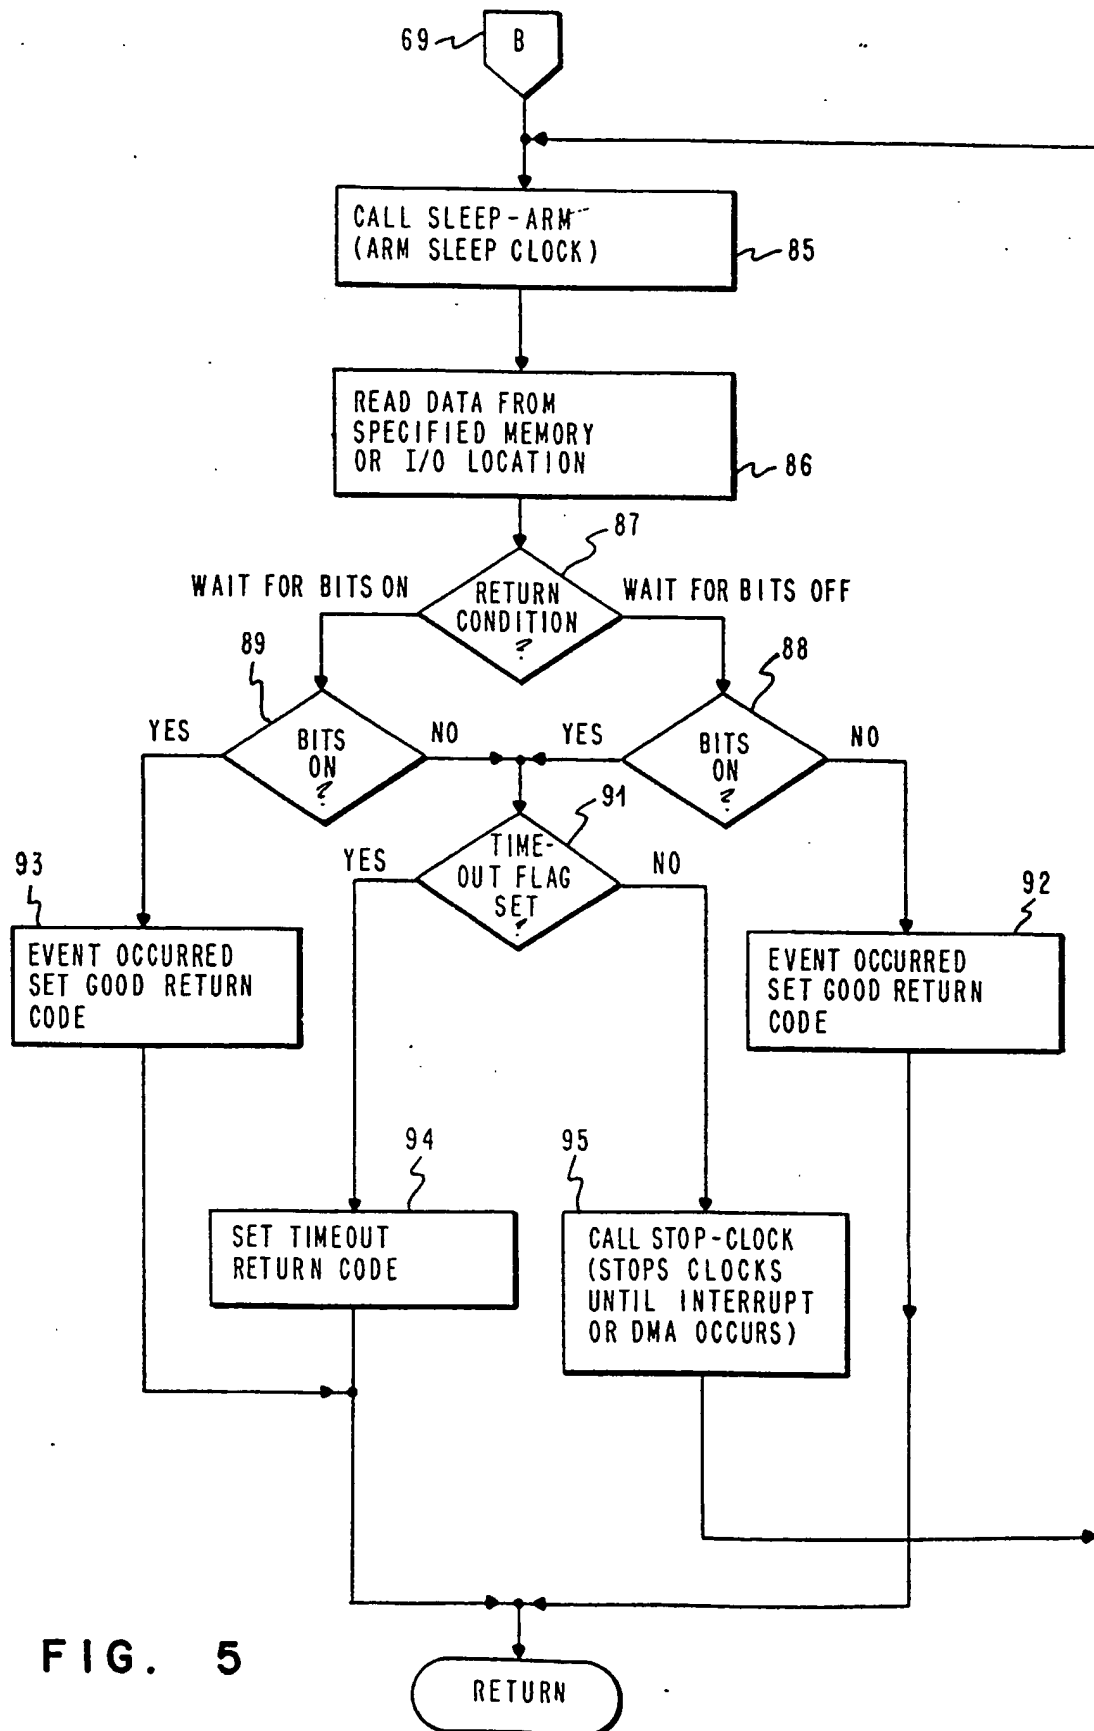 69
B
CALL SLEEP-ARM
(ARM SLEEP CLOCK)
85
READ DATA FROM
SPECIFIED MEMORY
OR I/O LOCATION
86
87
WAIT FOR BITS ON
RETURN
CONDITION
?
WAIT FOR BITS OFF
89
88
YES
BITS
ON
?
NO
YES
BITS
ON
?
NO
91
YES
TIME-
OUT FLAG
SET
?
NO
93
EVENT OCCURRED
SET GOOD RETURN
CODE
92
EVENT OCCURRED
SET GOOD RETURN
CODE
94
SET TIMEOUT
RETURN CODE
95
CALL STOP-CLOCK
(STOPS CLOCKS
UNTIL INTERRUPT
OR DMA OCCURS)
FIG. 5
RETURN